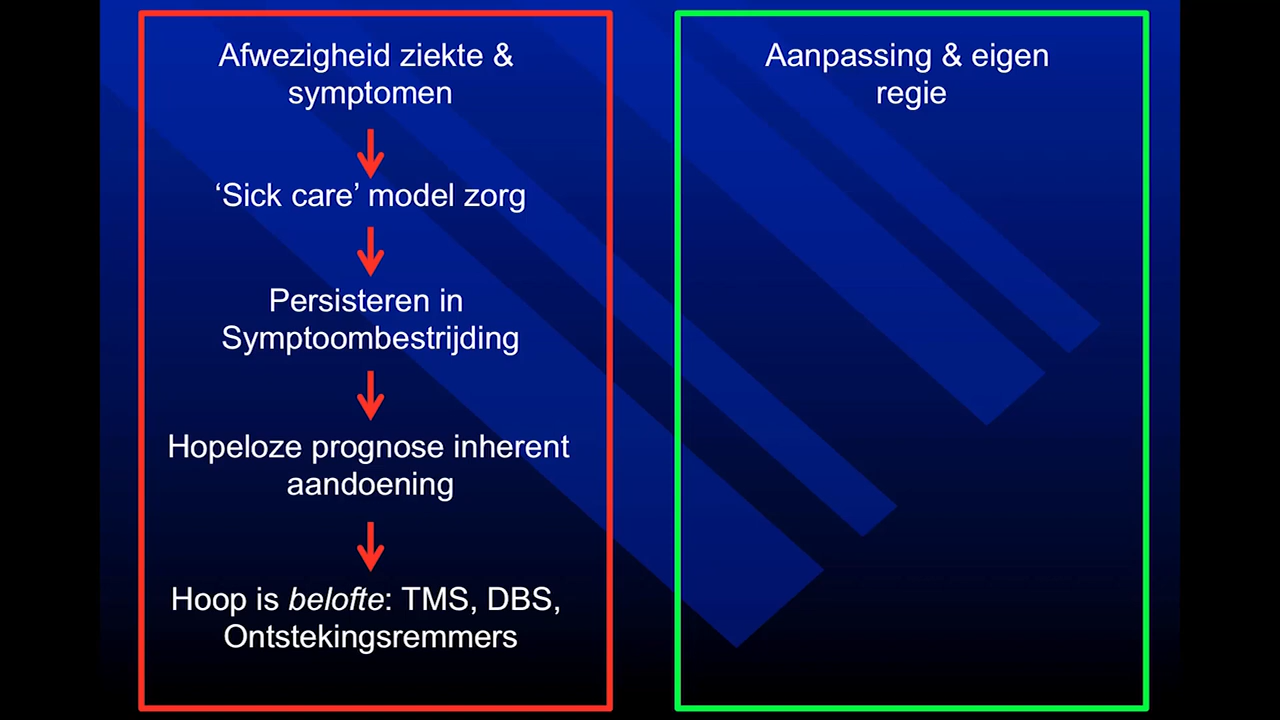 Afwezigheid ziekte &
symptomen
‘Sick care’ model zorg
Persisteren in
Symptoombestrijding
Hopeloze prognose inherent
aandoening
Hoop is belofte: TMS, DBS,
Ontstekingsremmers
Aanpassing & eigen
regie